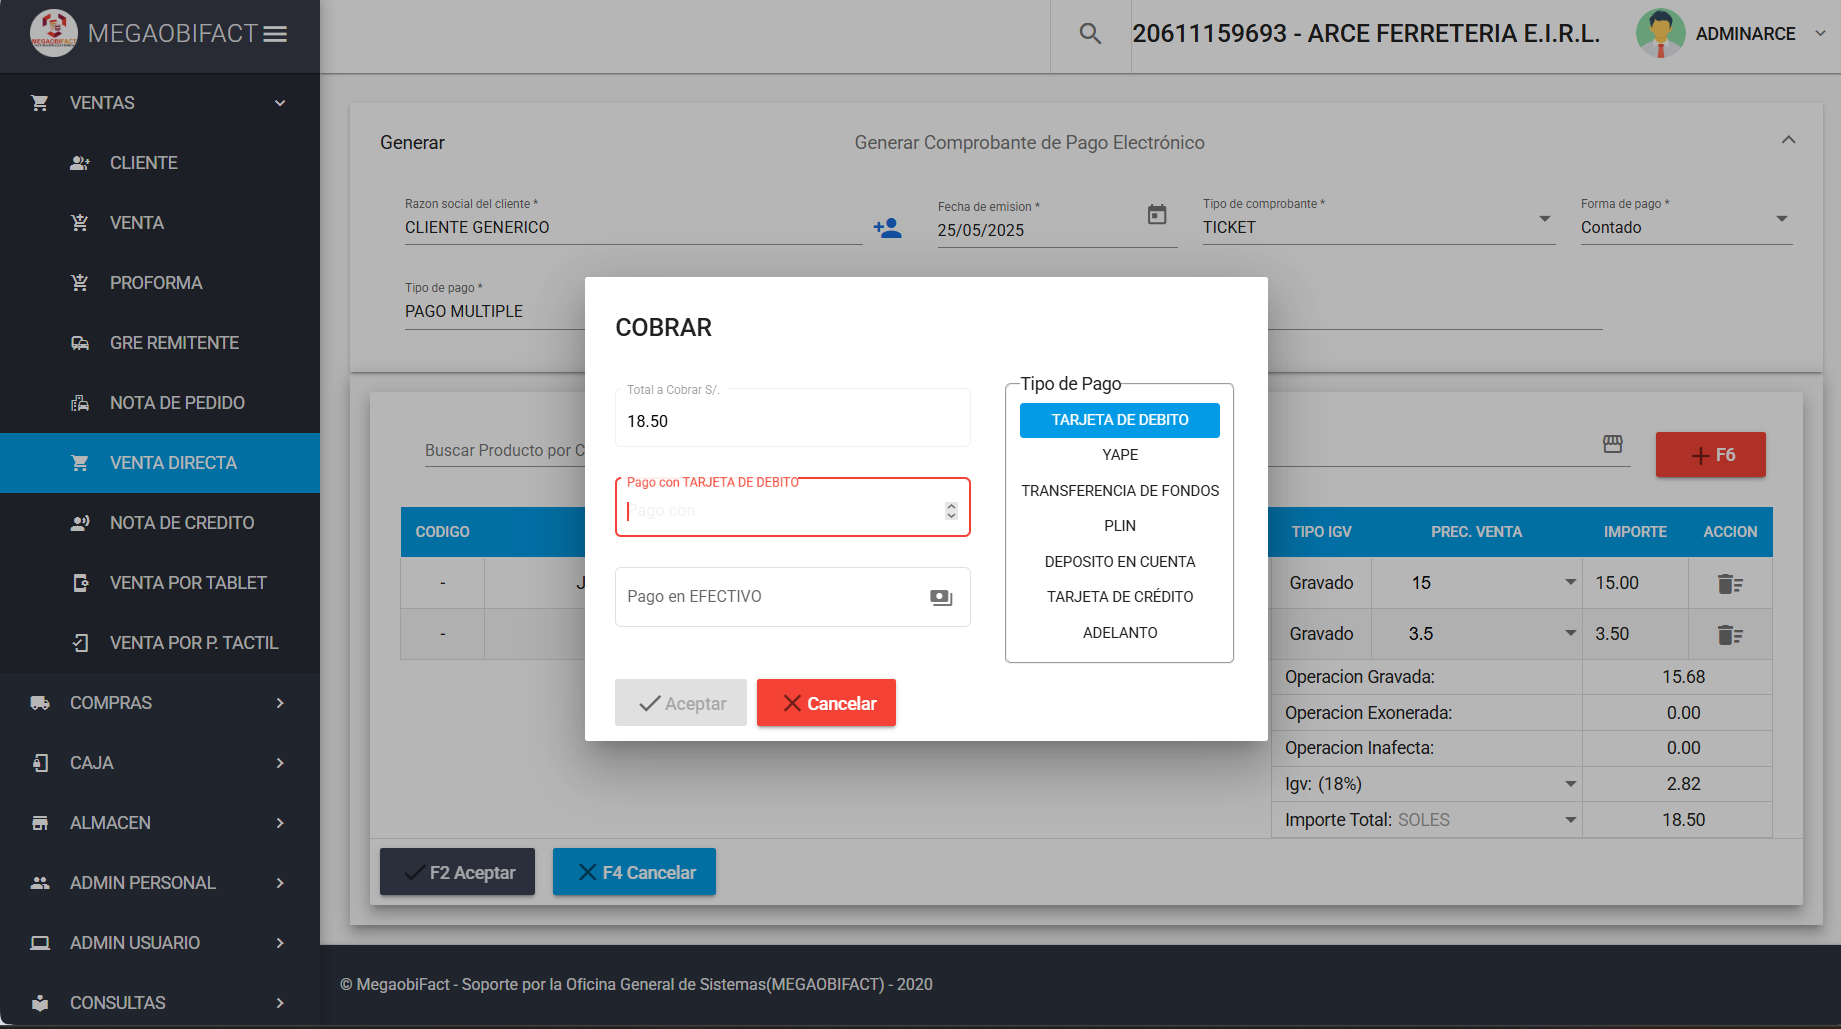 MEGAOBIFACT
20611159693 - ARCE FERRETERIA E.I.R.L.
ADMINARCE
VENTAS
CLIENTE
VENTA
PROFORMA
GRE REMITENTE
NOTA DE PEDIDO
VENTA DIRECTA
NOTA DE CREDITO
VENTA POR TABLET
VENTA POR P. TACTIL
COMPRAS
CAJA
ALMACEN
ADMIN PERSONAL
ADMIN USUARIO
CONSULTAS
Generar
Generar Comprobante de Pago Electrónico
Razon social del cliente *
CLIENTE GENERICO
Fecha de emision *
25/05/2025
Tipo de comprobante *
TICKET
Forma de pago *
Contado
Tipo de pago *
PAGO MULTIPLE
Buscar Producto por C
F6
CODIGO
TIPO IGV
PREC. VENTA
IMPORTE
ACCION
-
J
Gravado
15
15.00
-
Gravado
3.5
3.50
Operacion Gravada:
15.68
Operacion Exonerada:
0.00
Operacion Inafecta:
0.00
Igv: (18%)
2.82
Importe Total: SOLES
18.50
F2 Aceptar
F4 Cancelar
COBRAR
Total a Cobrar S/.
18.50
Pago con TARJETA DE DEBITO
Pago con
Pago en EFECTIVO
Tipo de Pago
TARJETA DE DEBITO
YAPE
TRANSFERENCIA DE FONDOS
PLIN
DEPOSITO EN CUENTA
TARJETA DE CRÉDITO
ADELANTO
Aceptar
Cancelar
© MegaobiFact - Soporte por la Oficina General de Sistemas(MEGAOBIFACT) - 2020